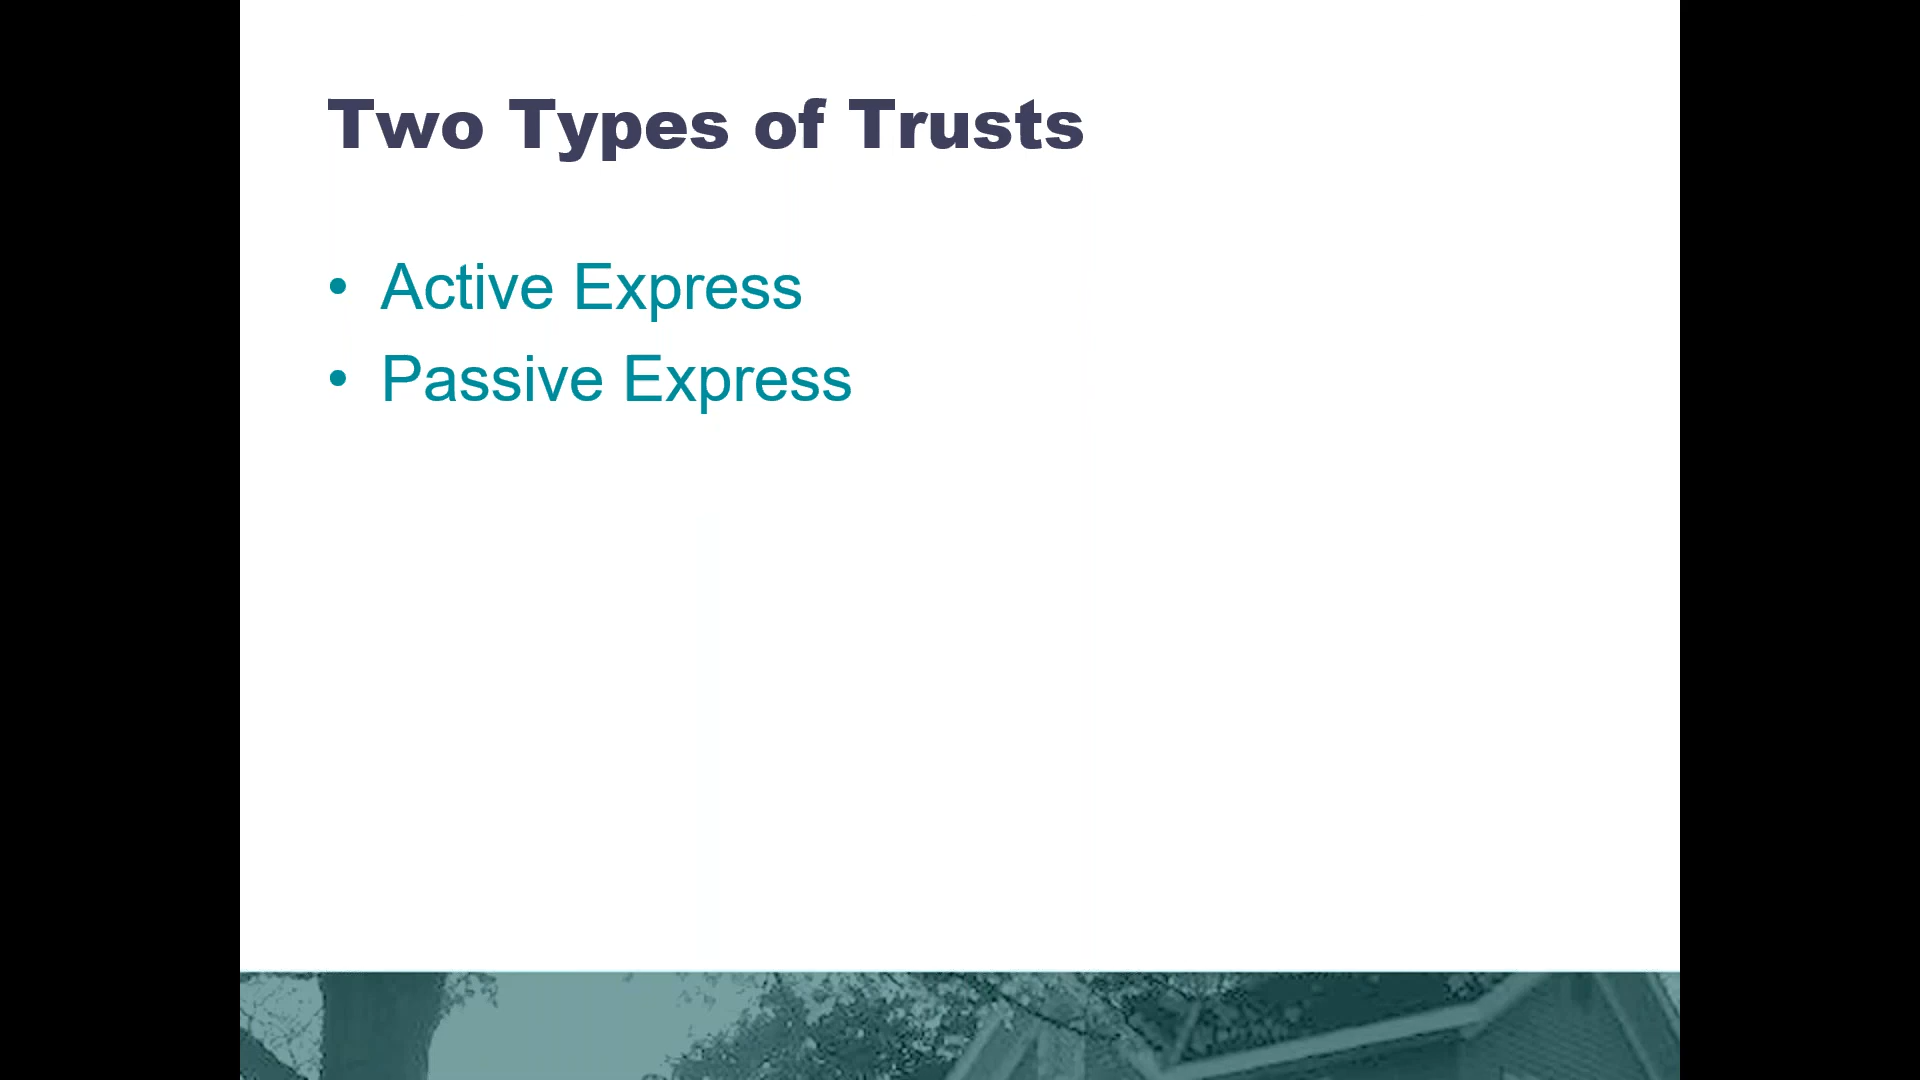 Two Types of Trusts
• Active Express
• Passive Express